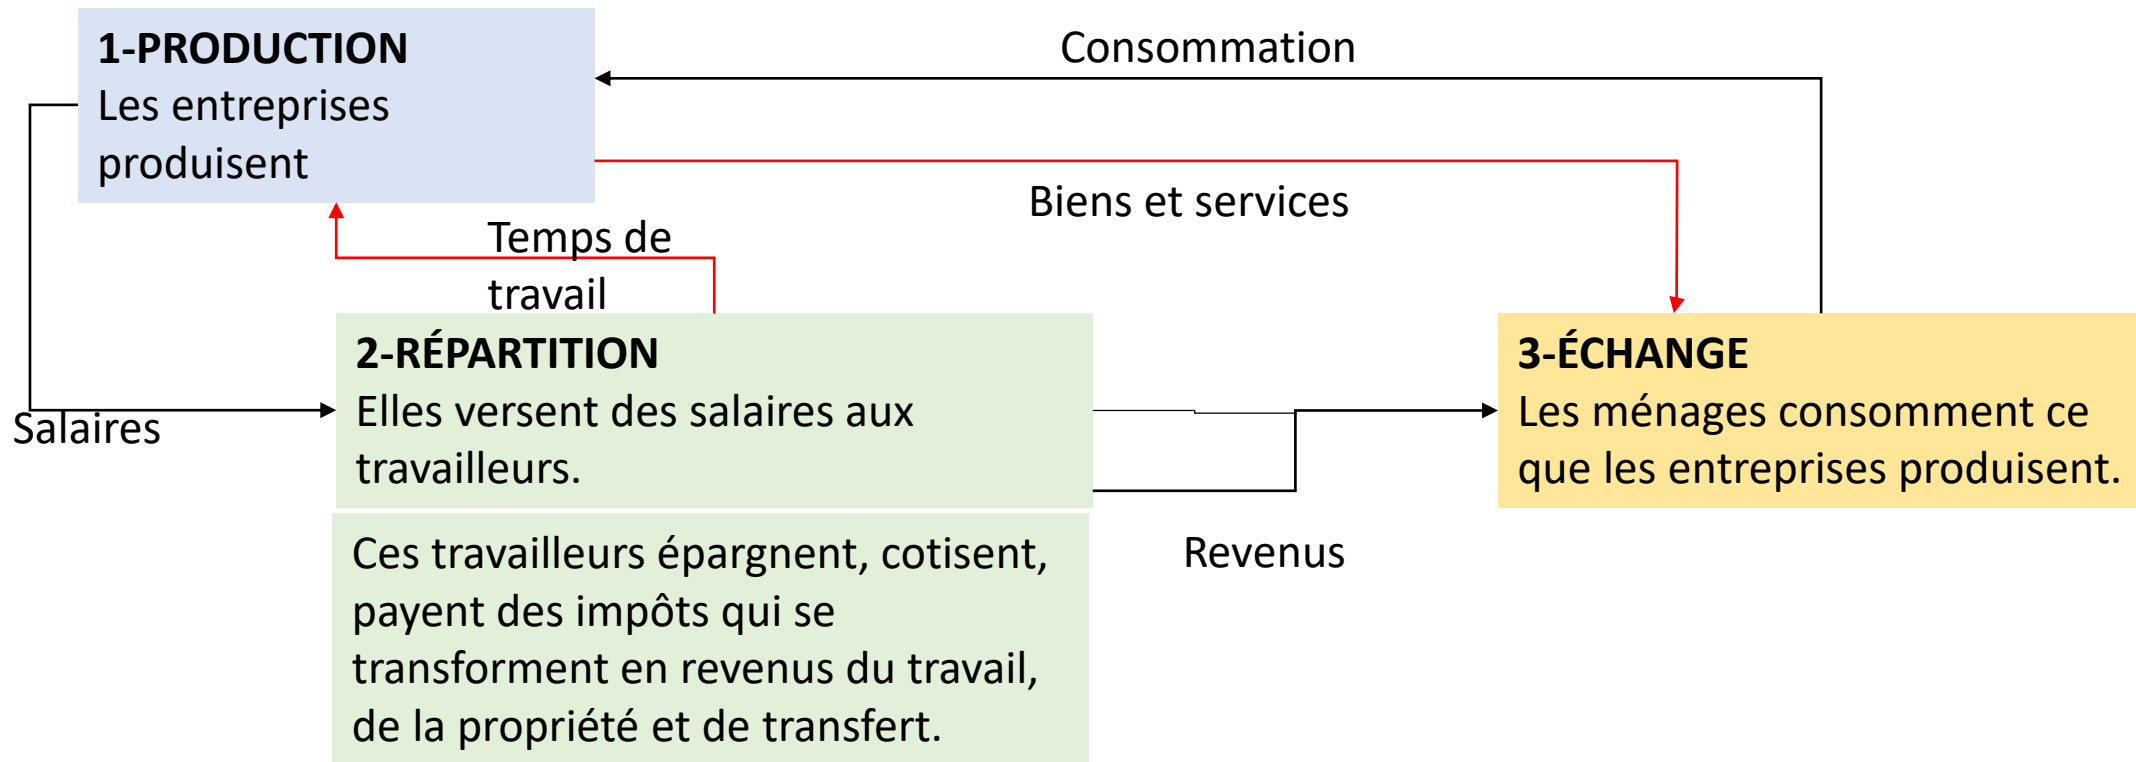 1-PRODUCTION
Les entreprises
produisent
Consommation
Biens et services
Temps de
travail
Salaires
2-RÉPARTITION
Elles versent des salaires aux
travailleurs.
Ces travailleurs épargnent, cotisent,
payent des impôts qui se
transforment en revenus du travail,
de la propriété et de transfert.
Revenus
3-ÉCHANGE
Les ménages consomment ce
que les entreprises produisent.